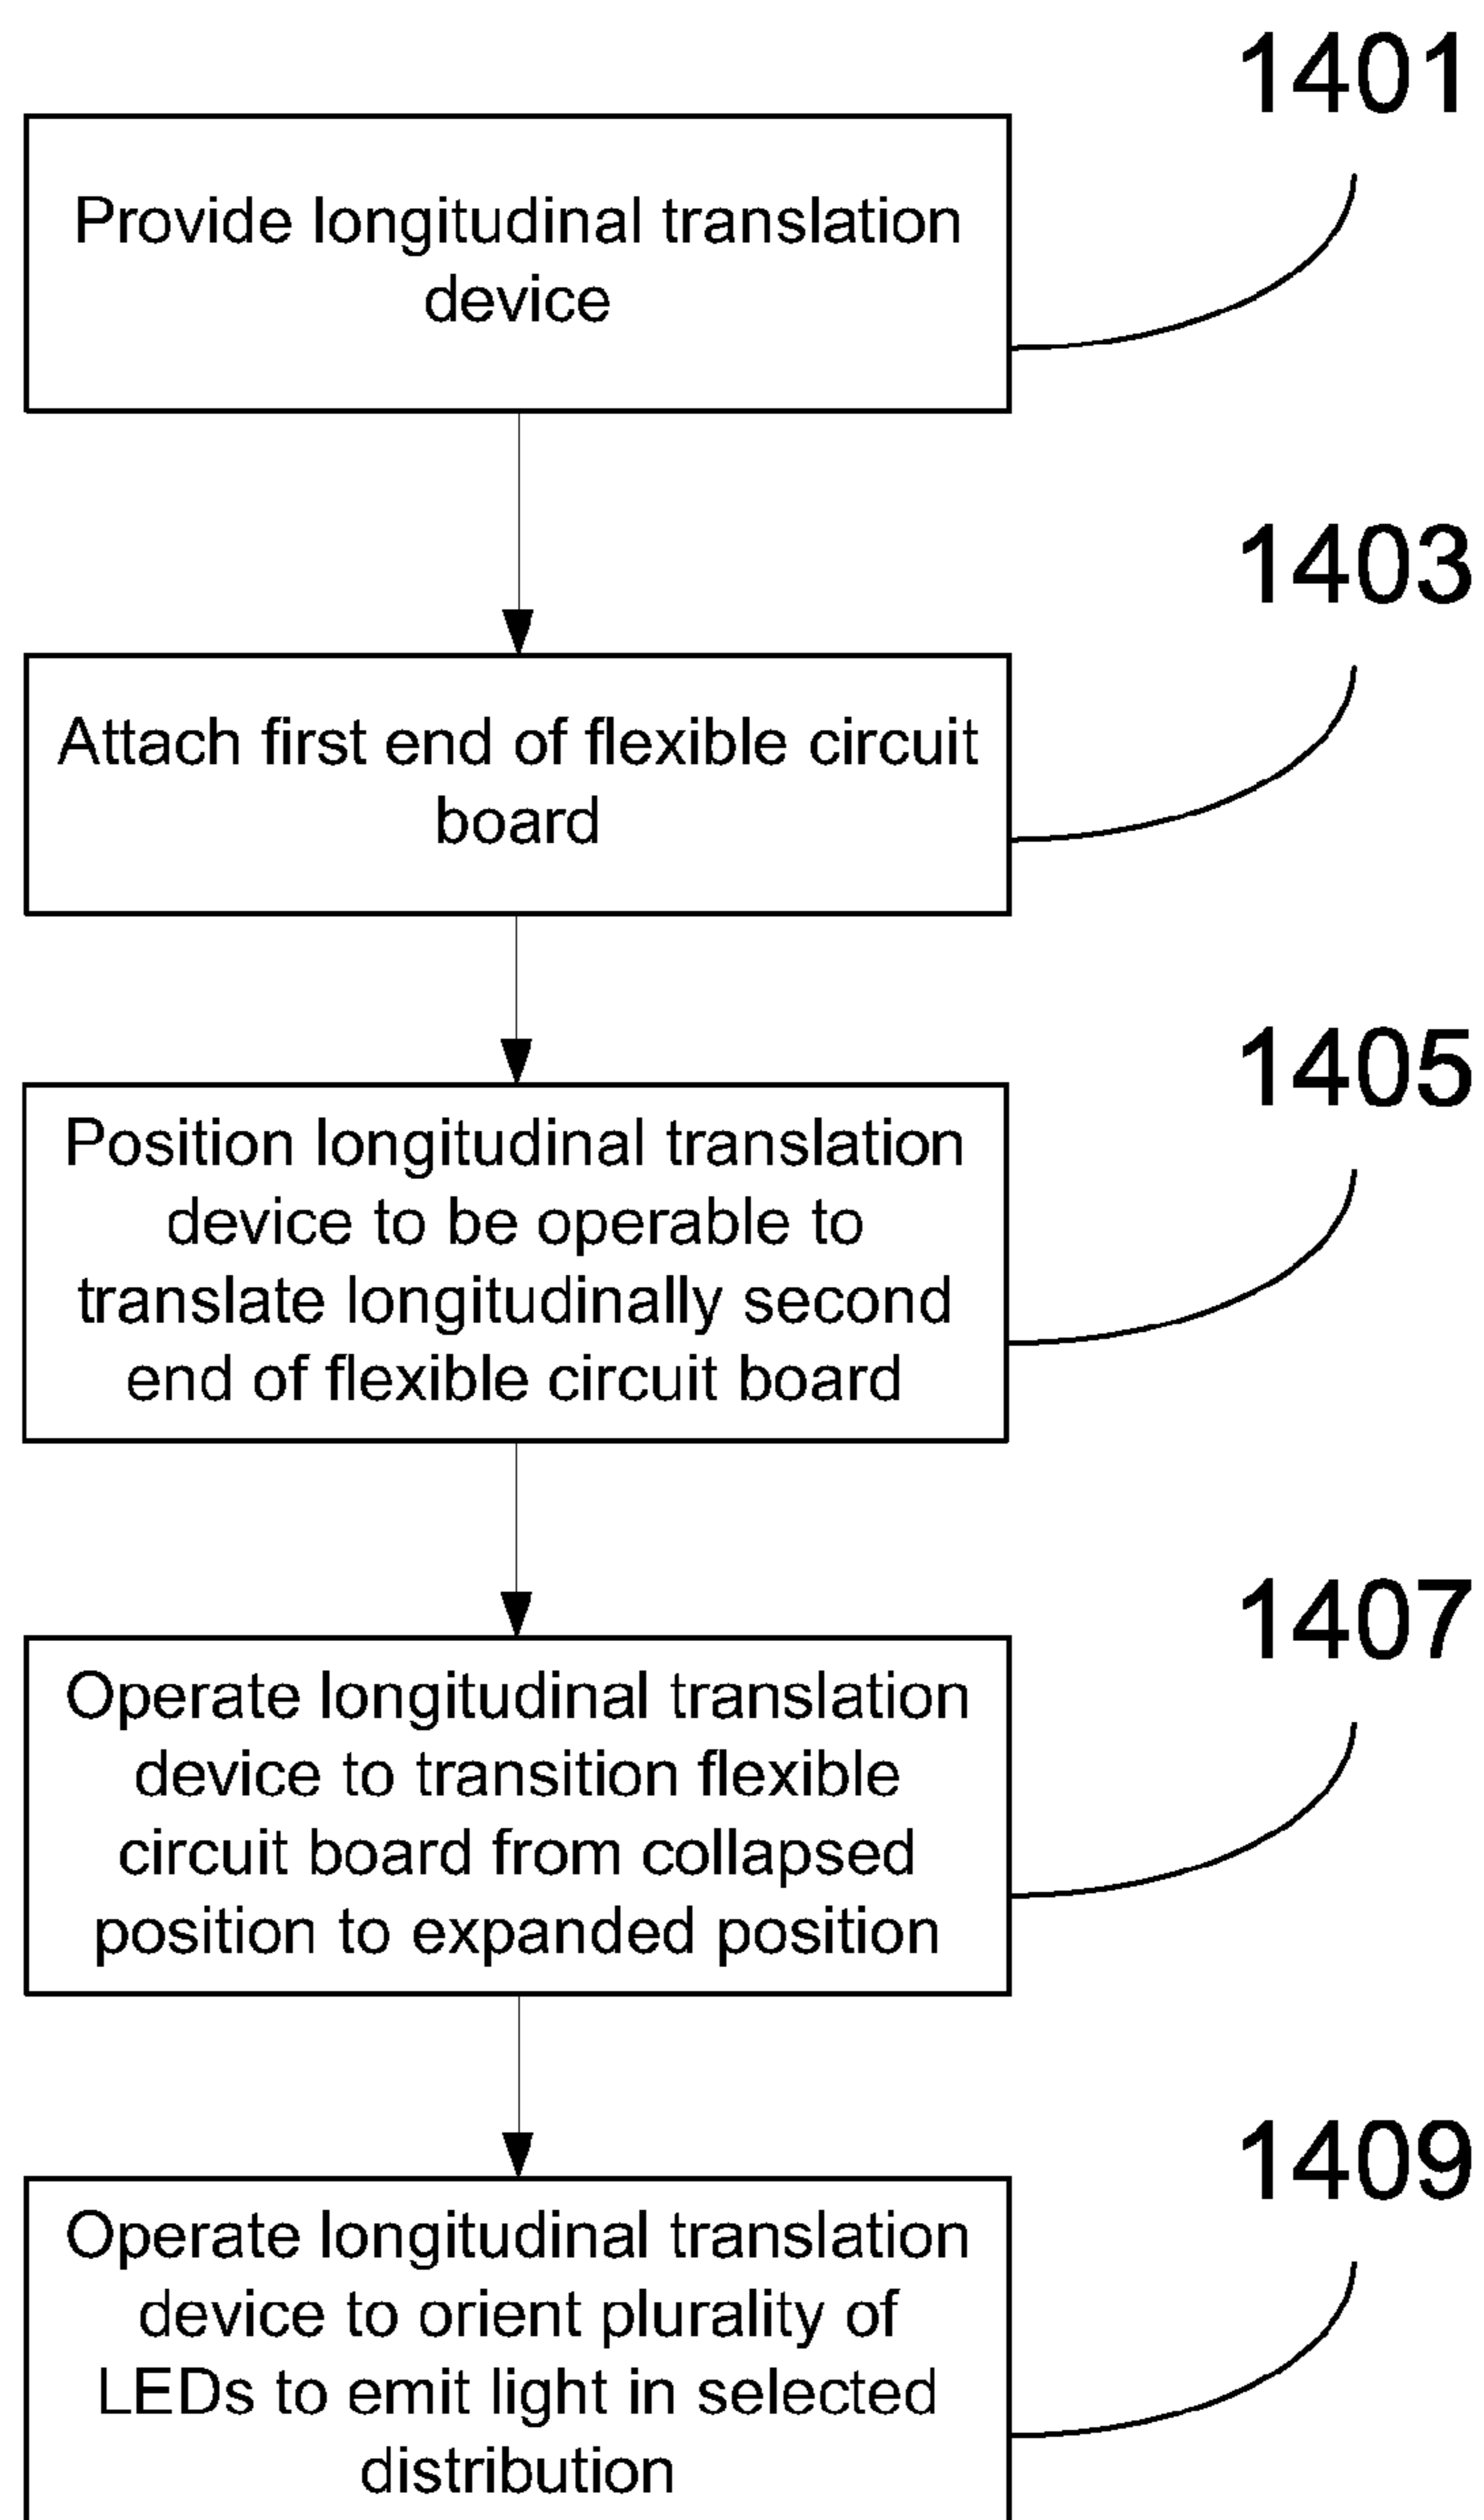 1401
Provide longitudinal translation
device
1403
Attach first end of flexible circuit
board
1405
Position longitudinal translation
device to be operable to
translate longitudinally second
end of flexible circuit board
1407
Operate longitudinal translation
device to transition flexible
circuit board from collapsed
position to expanded position
1409
Operate longitudinal translation
device to orient plurality of
LEDs to emit light in selected
distribution